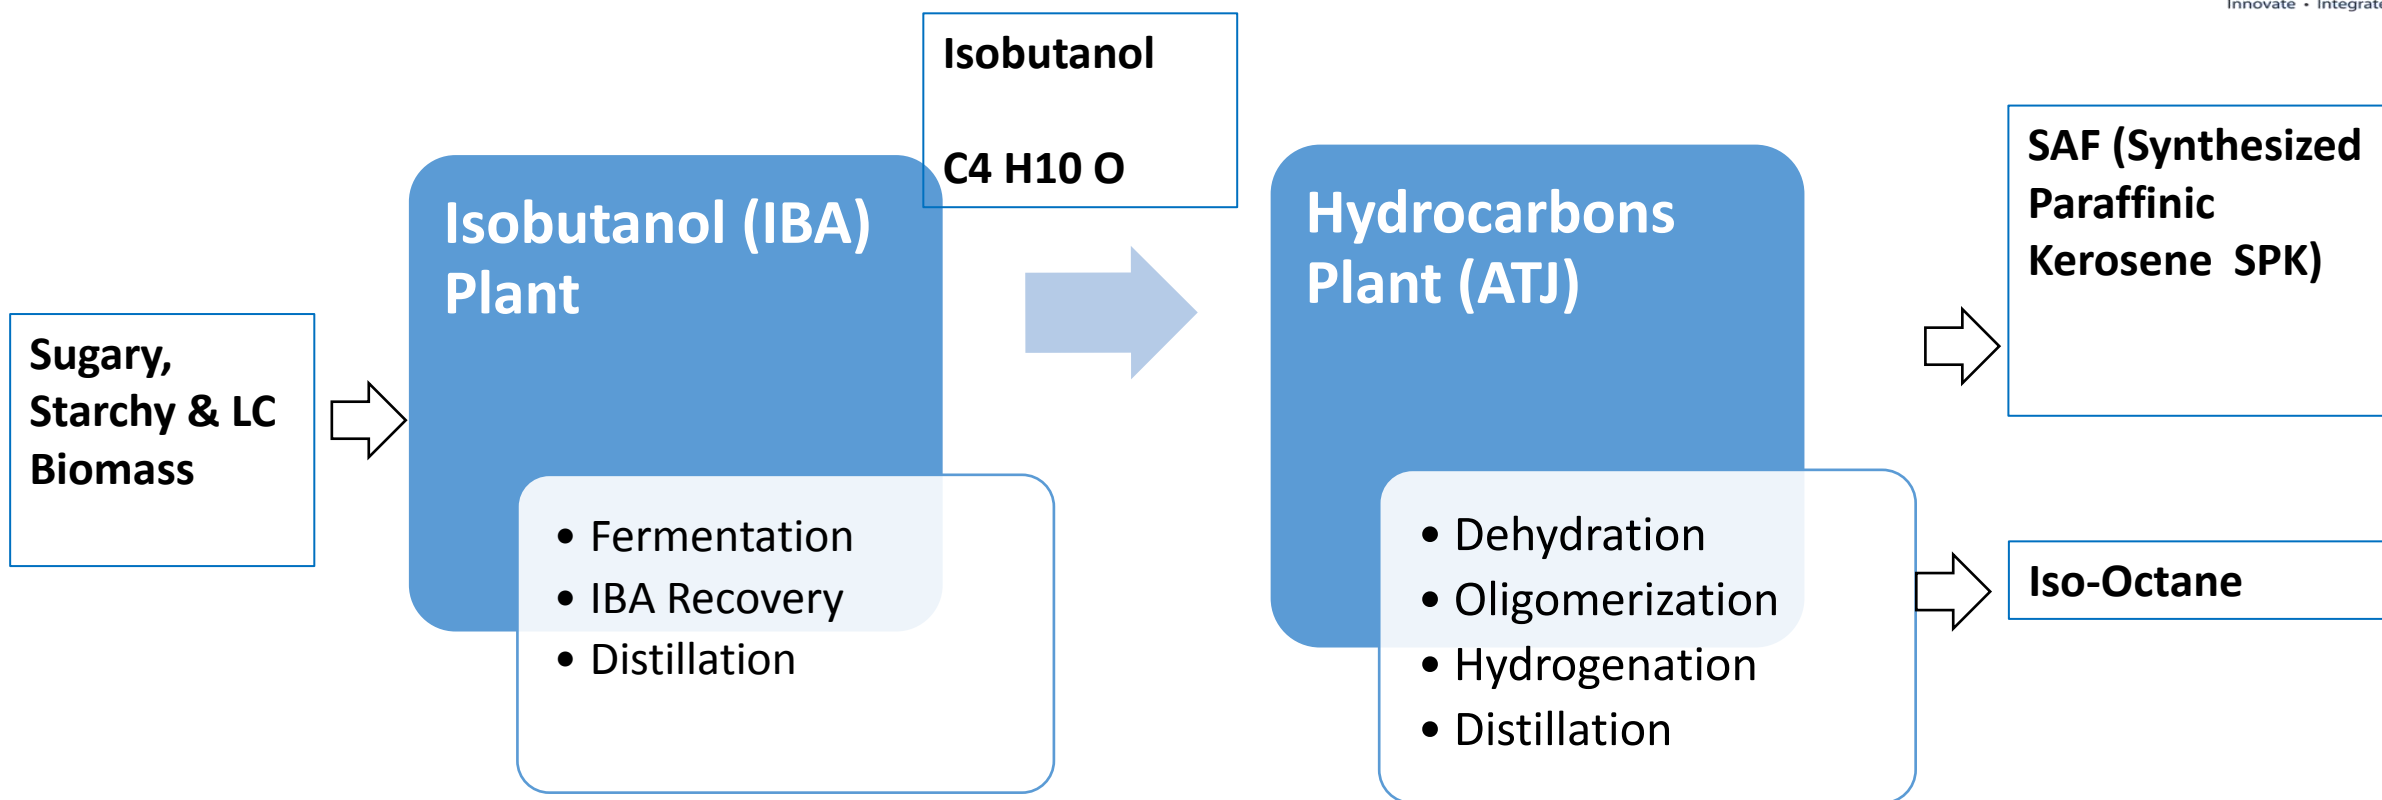 Innovate • Integrate
Isobutanol
C4 H10 O
SAF (Synthesized
Paraffinic
Kerosene SPK)
Isobutanol (IBA)
Plant
Hydrocarbons
Plant (ATJ)
Sugary,
Starchy & LC
Biomass
• Fermentation
• IBA Recovery
• Distillation
• Dehydration
• Oligomerization
• Hydrogenation
• Distillation
Iso-Octane